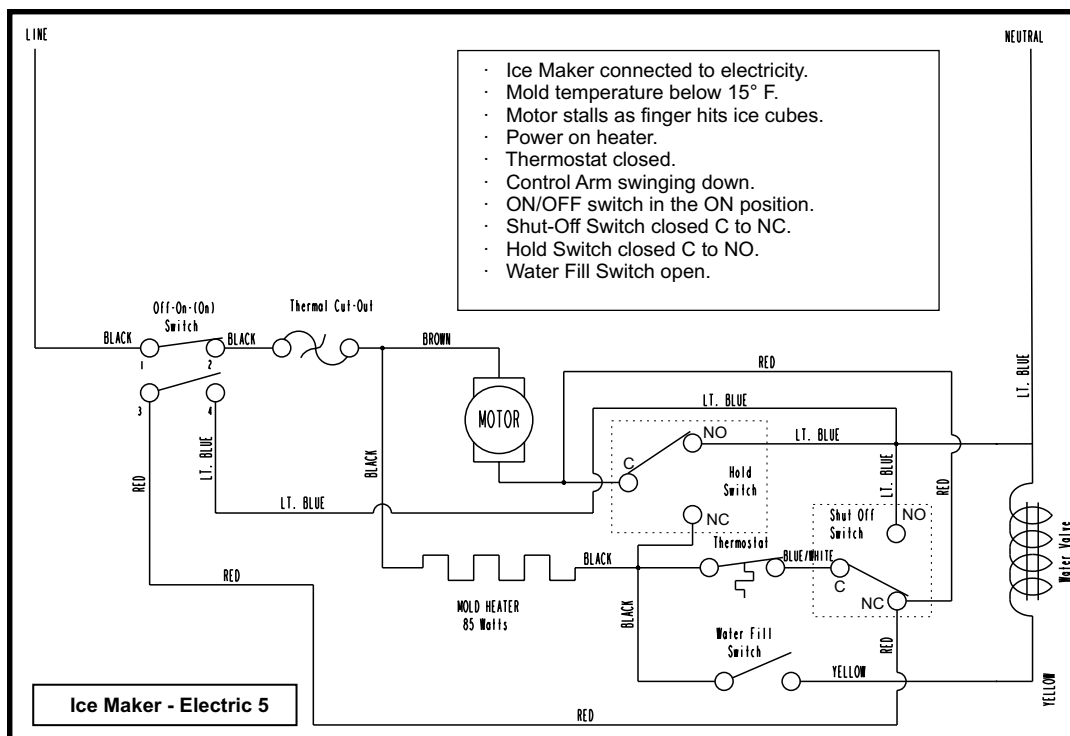 LINE
NEUTRAL
· Ice Maker connected to electricity.
· Mold temperature below 15° F.
· Motor stalls as finger hits ice cubes.
· Power on heater.
· Thermostat closed.
· Control Arm swinging down.
· ON/OFF switch in the ON position.
· Shut-Off Switch closed C to NC.
· Hold Switch closed C to NO.
· Water Fill Switch open.
Off-On-(On)
Switch
Thermal Cut-Out
BLACK
BLACK
BROWN
1
2
RED
LT. BLUE
3
4
LT. BLUE
MOTOR
NO
LT. BLUE
C
Hold
Switch
LT. BLUE
RED
RED
LT. BLUE
BLACK
LT. BLUE
NC
Shut Off
Switch
NO
Thermostat
BLUE/WHITE
BLACK
C
NC
Water Valve
RED
MOLD HEATER
85 Watts
BLACK
RED
Water Fill
Switch
YELLOW
YELLOW
Ice Maker - Electric 5
RED